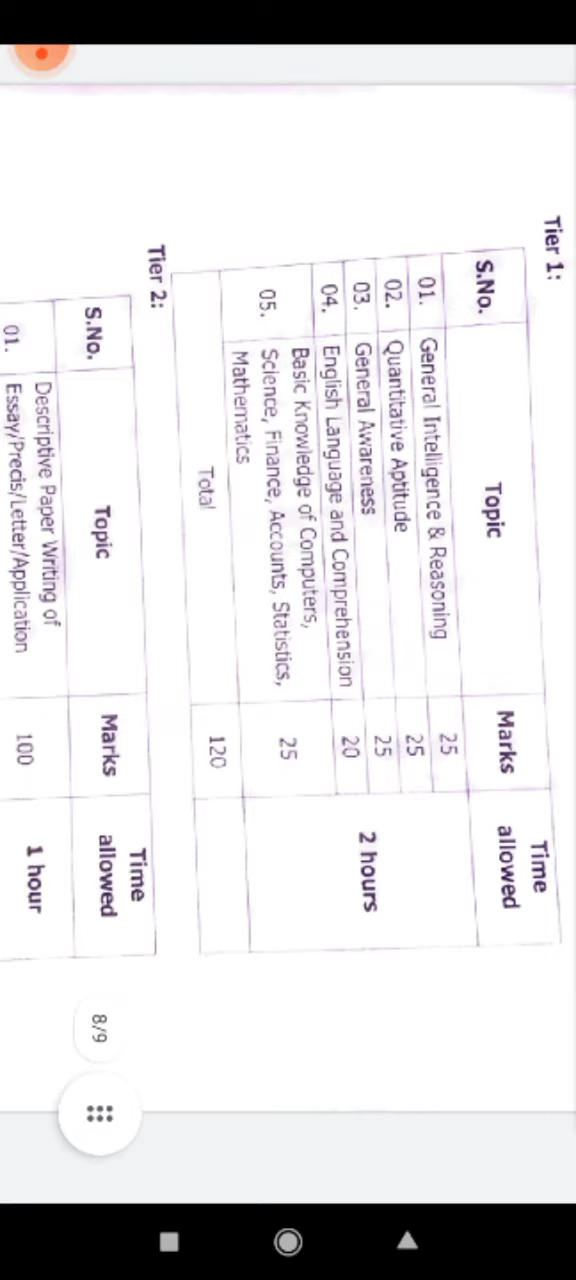 Tier 1:
S.No. Topic Marks Time allowed
01. General Intelligence & Reasoning 25
02. Quantitative Aptitude 25
03. General Awareness 25 2 hours
04. English Language and Comprehension 20
05. Basic Knowledge of Computers,
Science, Finance, Accounts, Statistics, 25
Mathematics
Total 120
Tier 2:
S.No. Topic Marks Time allowed
01. Descriptive Paper Writing of
Essay/Precis/Letter/Application 100 1 hour
8/9